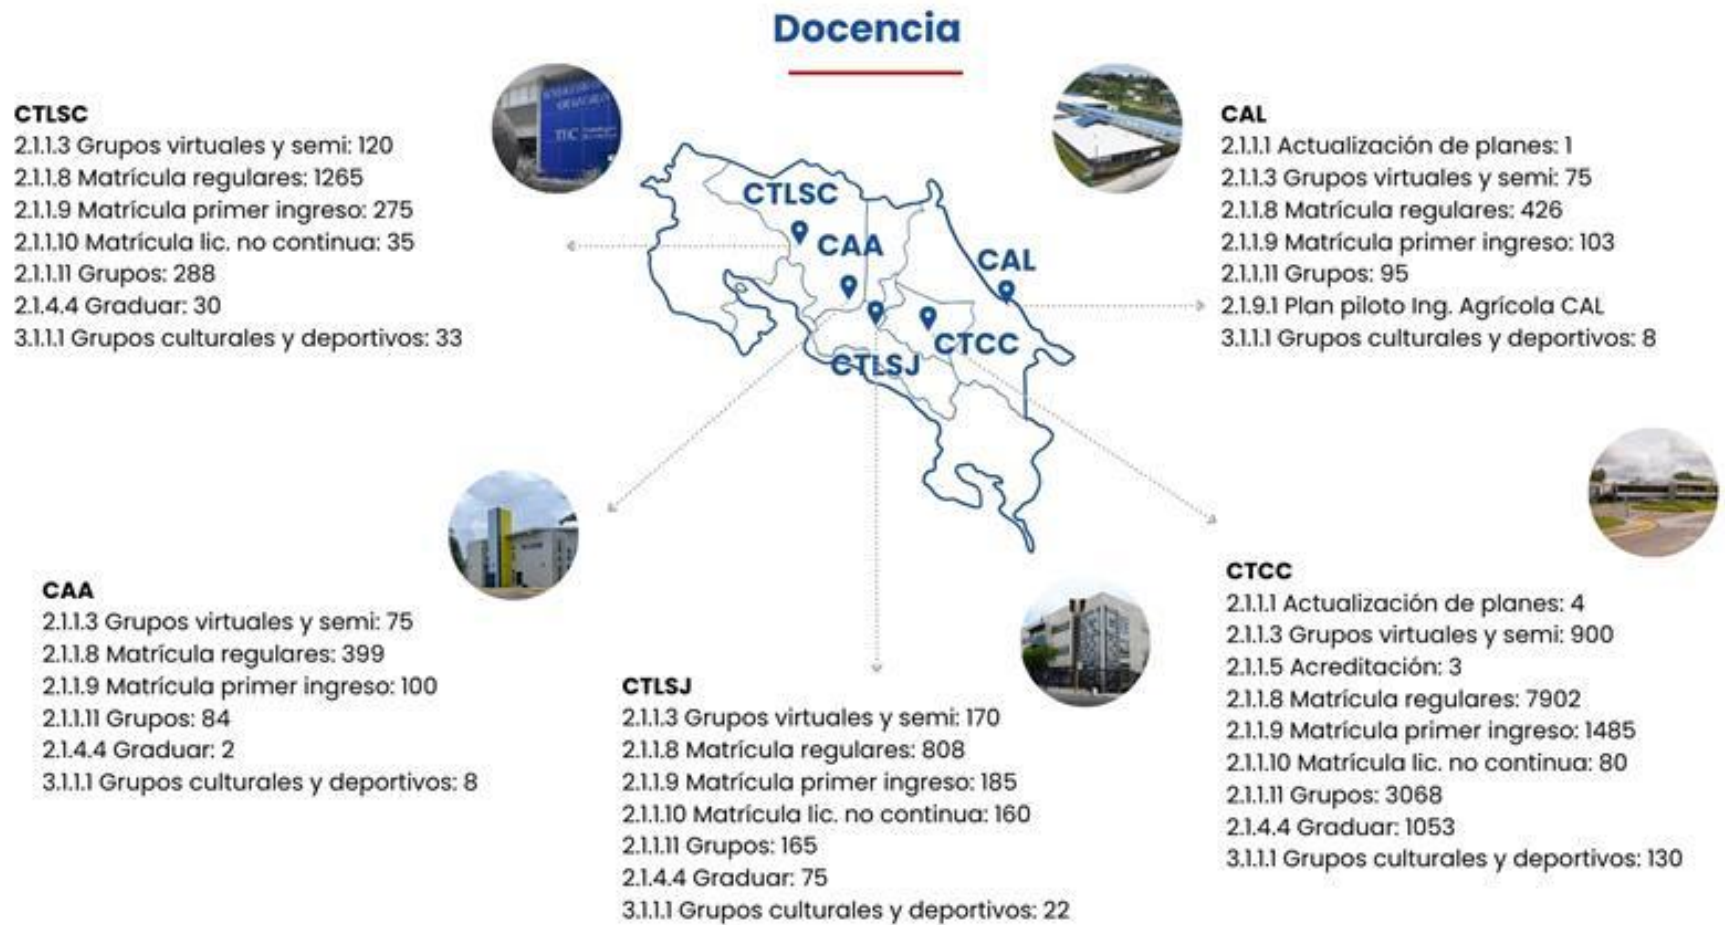 Docencia
CTLSC
2.1.1.3 Grupos virtuales y semi: 120
2.1.1.8 Matrícula regulares: 1265
2.1.1.9 Matrícula primer ingreso: 275
2.1.1.10 Matrícula lic. no continua: 35
2.1.1.11 Grupos: 288
2.1.4.4 Graduar: 30
3.1.1.1 Grupos culturales y deportivos: 33
TEC
CTLSC
CAA
CAL
CTCC
CTLSJ
CAL
2.1.1.1 Actualización de planes: 1
2.1.1.3 Grupos virtuales y semi: 75
2.1.1.8 Matrícula regulares: 426
2.1.1.9 Matrícula primer ingreso: 103
2.1.1.11 Grupos: 95
2.1.9.1 Plan piloto Ing. Agrícola CAL
3.1.1.1 Grupos culturales y deportivos: 8
CAA
2.1.1.3 Grupos virtuales y semi: 75
2.1.1.8 Matrícula regulares: 399
2.1.1.9 Matrícula primer ingreso: 100
2.1.1.11 Grupos: 84
2.1.4.4 Graduar: 2
3.1.1.1 Grupos culturales y deportivos: 8
CTLSJ
2.1.1.3 Grupos virtuales y semi: 170
2.1.1.8 Matrícula regulares: 808
2.1.1.9 Matrícula primer ingreso: 185
2.1.1.10 Matrícula lic. no continua: 160
2.1.1.11 Grupos: 165
2.1.4.4 Graduar: 75
3.1.1.1 Grupos culturales y deportivos: 22
CTCC
2.1.1.1 Actualización de planes: 4
2.1.1.3 Grupos virtuales y semi: 900
2.1.1.5 Acreditación: 3
2.1.1.8 Matrícula regulares: 7902
2.1.1.9 Matrícula primer ingreso: 1485
2.1.1.10 Matrícula lic. no continua: 80
2.1.1.11 Grupos: 3068
2.1.4.4 Graduar: 1053
3.1.1.1 Grupos culturales y deportivos: 130